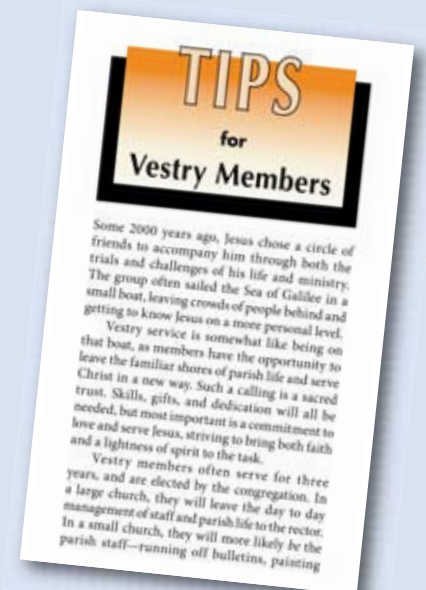 TIPS
for
Vestry Members
Some 2000 years ago, Jesus chose a circle of
friends to accompany him through both the
trials and challenges of his life and ministry.
The group often sailed the Sea of Galilee in a
small boat, leaving crowds of people behind and
getting to know Jesus on a more personal level.
Vestry service is somewhat like being on
that boat, as members have the opportunity to
leave the familiar shores of parish life and serve
Christ in a new way. Such a calling is a sacred
trust. Skills, gifts, and dedication will all be
needed, but most important is a commitment to
love and serve Jesus, striving to bring both faith
and a lightness of spirit to the task.
Vestry members often serve for three
years, and are elected by the congregation. In
a large church, they will leave the day to day
management of staff and parish life to the rector.
In a small church, they will more likely be the
parish staff—running off bulletins, painting